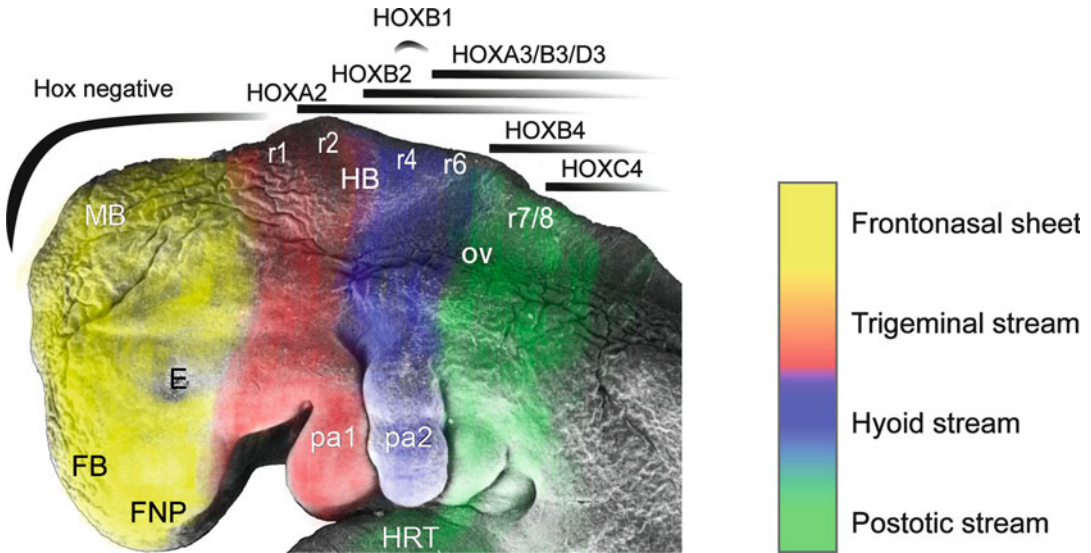 HOXB1
HOXA3/B3/D3
HOXB2
Hox negative
HOXA2
HOXB4
HOXC4
r1
r2
r4
r6
HB
MB
r7/8
ov
E
pa1
pa2
FB
FNP
HRT
Frontonasal sheet
Trigeminal stream
Hyoid stream
Postotic stream